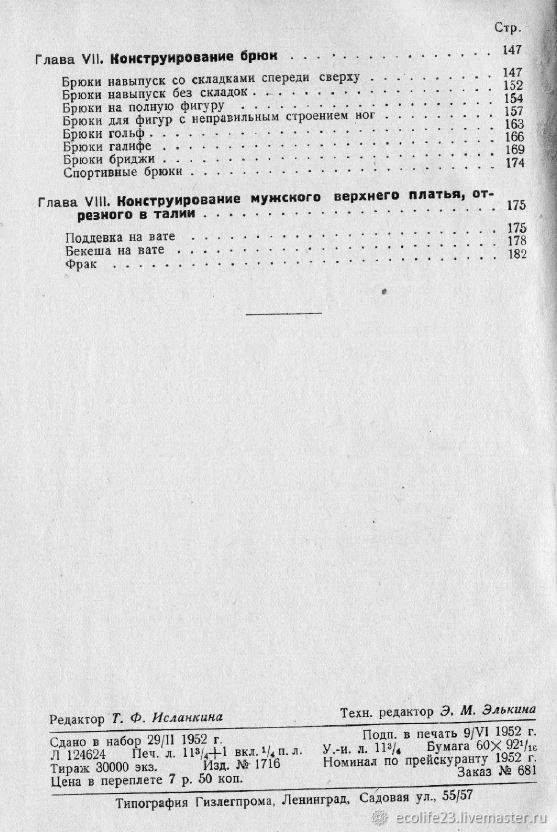 Стр.
Глава VII. Конструирование брюк . . . . . . . . . . . . . . . 147
Брюки навыпуск со складками спереди сверху . . . . . . . . 147
Брюки навыпуск без складок . . . . . . . . . . . . . . . . 152
Брюки на полную фигуру . . . . . . . . . . . . . . . . . 154
Брюки для фигур с неправильным строением ног . . . . . . . 157
Брюки гольф . . . . . . . . . . . . . . . . . . . . . . 163
Брюки галифе . . . . . . . . . . . . . . . . . . . . . . 166
Брюки бриджи . . . . . . . . . . . . . . . . . . . . . . 169
Спортивные брюки . . . . . . . . . . . . . . . . . . . . 174
Глава VIII. Конструирование мужского верхнего платья, от-
резного в талии . . . . . . . . . . . . . . . . . . . . 175
Поддевка на вате . . . . . . . . . . . . . . . . . . . . 175
Бекеша на вате . . . . . . . . . . . . . . . . . . . . . 178
Фрак . . . . . . . . . . . . . . . . . . . . . . . . . 182
Редактор Т. Ф. Исланкина Техн. редактор Э. М. Элькина
Сдано в набор 29/II 1952 г. Подп. в печать 9/VI 1952 г.
Л 124624 Печ. л. 11³/₄+1 вкл. ¹/₄ п. л. У.-и. л. 11³/₄ Бумага 60×92¹/₁₆
Тираж 30000 экз. Изд. № 1716 Номинал по прейскуранту 1952 г.
Цена в переплете 7 р. 50 коп. Заказ № 681
Типография Гизлегпрома, Ленинград, Садовая ул., 55/57
ecolife23.livemaster.ru